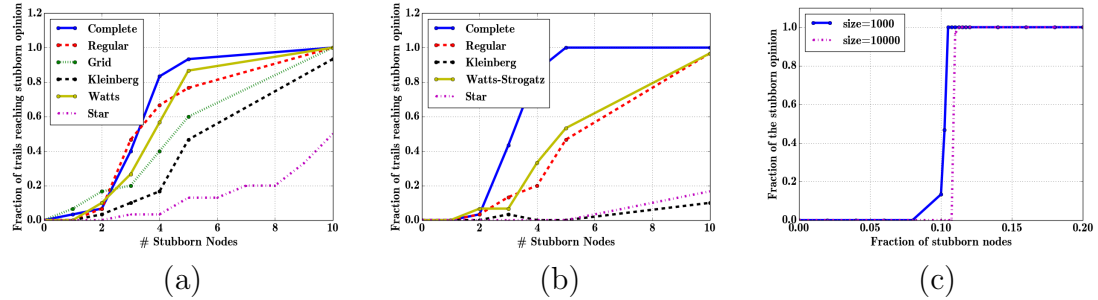 Fraction of trails reaching stubborn opinion
1.2
1.0
0.8
0.6
0.4
0.2
0.0
Complete
Regular
Grid
Kleinberg
Watts
Star
0 2 4 6 8 10
# Stubborn Nodes
(a)
Fraction of trails reaching stubborn opinion
1.2
1.0
0.8
0.6
0.4
0.2
0.0
Complete
Regular
Kleinberg
Watts-Strogatz
Star
0 2 4 6 8 10
# Stubborn Nodes
(b)
Fraction of the stubborn opinion
1.0
0.8
0.6
0.4
0.2
0.0
size=1000
size=10000
0.00 0.05 0.10 0.15 0.20
Fraction of stubborn nodes
(c)